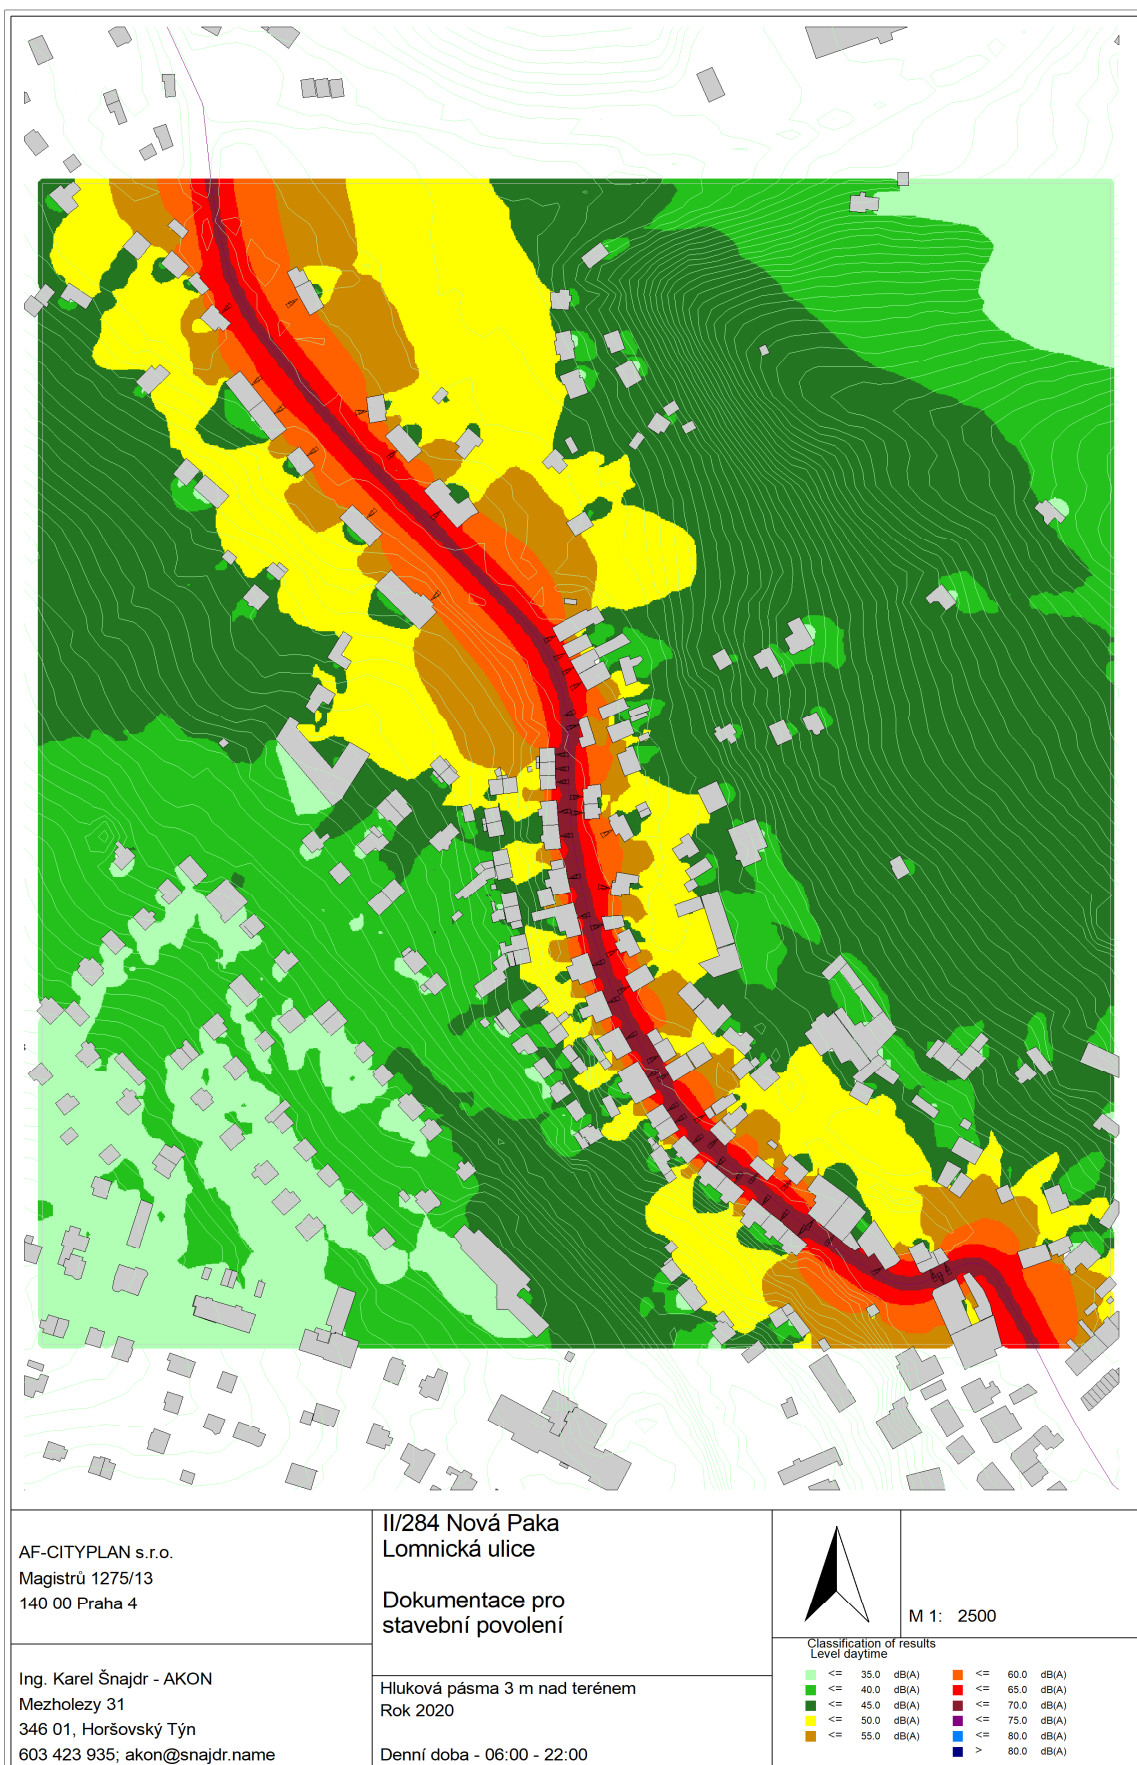 AF-CITYPLAN s.r.o.
Magistrů 1275/13
140 00 Praha 4
Ing. Karel Šnajdr - AKON
Mezholezy 31
346 01, Horšovský Týn
603 423 935; akon@snajdr.name
II/284 Nová Paka
Lomnická ulice
Dokumentace pro
stavební povolení
Hluková pásma 3 m nad terénem
Rok 2020
Denní doba - 06:00 - 22:00
M 1: 2500
Classification of results
Level daytime
<= 35.0 dB(A)
<= 40.0 dB(A)
<= 45.0 dB(A)
<= 50.0 dB(A)
<= 55.0 dB(A)
<= 60.0 dB(A)
<= 65.0 dB(A)
<= 70.0 dB(A)
<= 75.0 dB(A)
<= 80.0 dB(A)
> 80.0 dB(A)